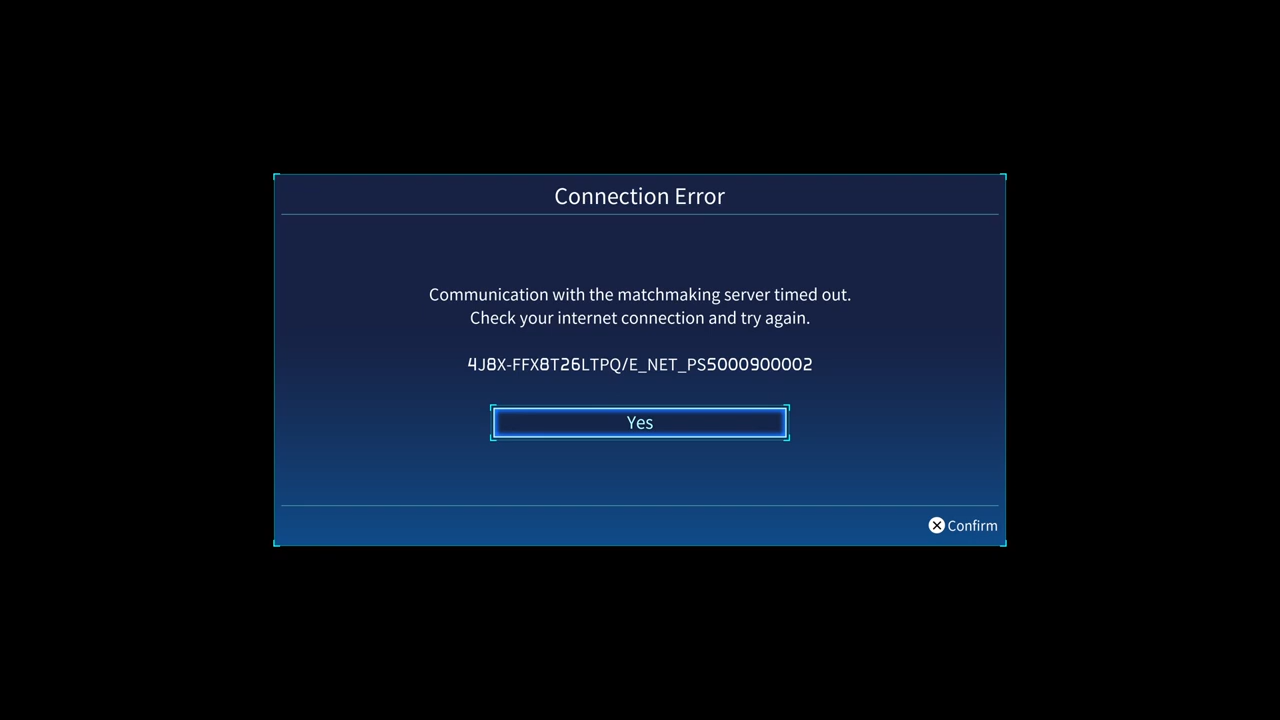 Connection Error
Communication with the matchmaking server timed out.
Check your internet connection and try again.
4J8X-FFX8T26LTPQ/E_NET_PS5000900002
Yes
Confirm